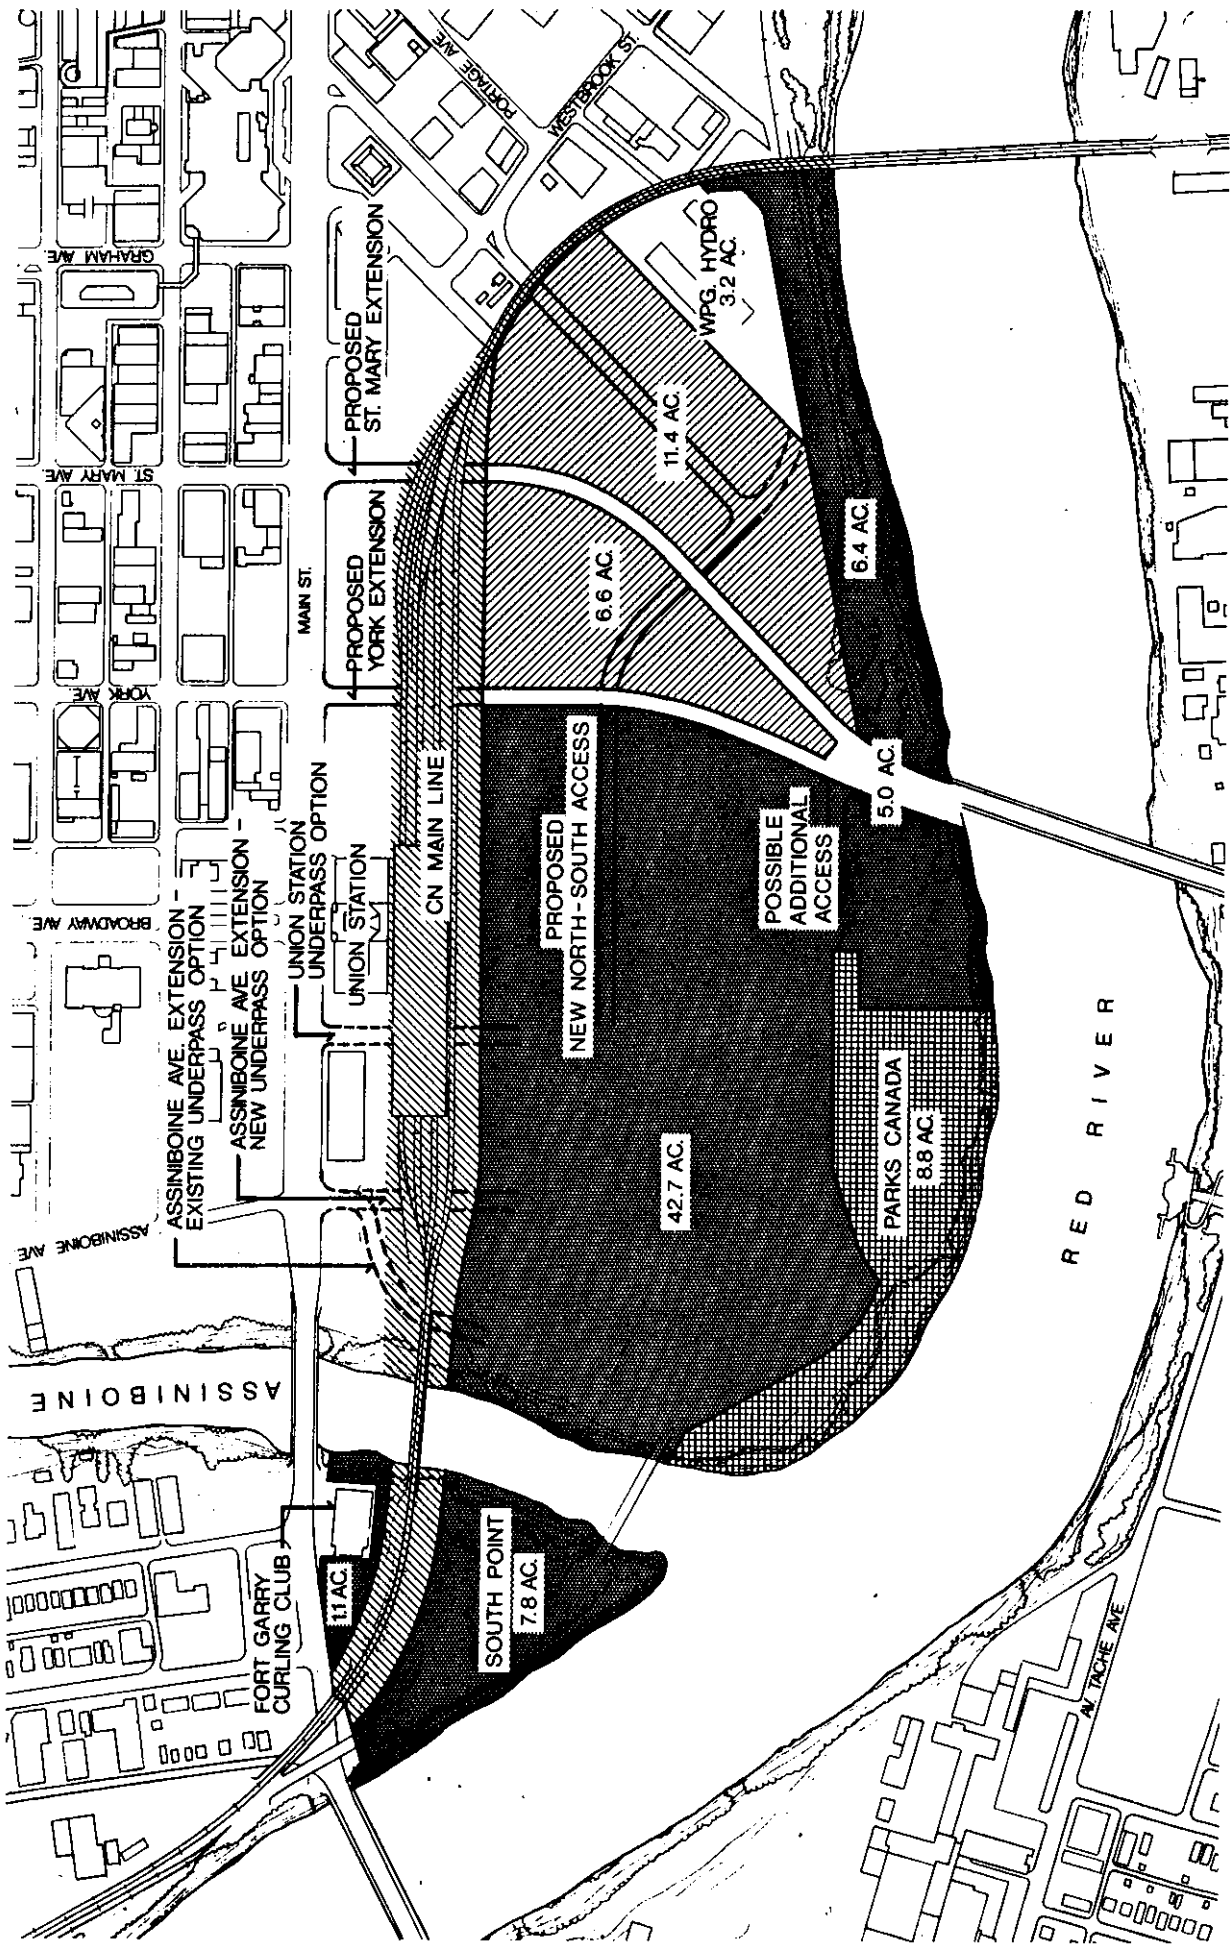 GRAHAM AVE.
ST. MARY AVE
YORK AVE.
BROADWAY AVE
ASSINIBOINE AVE
MAIN ST.
PORTAGE AVE.
WESTBROOK ST.
PROPOSED
ST. MARY EXTENSION
PROPOSED
YORK EXTENSION
WPG. HYDRO
3.2 AC.
11.4 AC.
6.6 AC.
6.4 AC.
5.0 AC.
UNION STATION
UNDERPASS OPTION
UNION STATION
CN MAIN LINE
ASSINIBOINE AVE. EXTENSION -
EXISTING UNDERPASS OPTION
ASSINIBOINE AVE. EXTENSION -
NEW UNDERPASS OPTION
PROPOSED
NEW NORTH-SOUTH ACCESS
POSSIBLE
ADDITIONAL
ACCESS
42.7 AC.
PARKS CANADA
8.8 AC.
RED RIVER
ASSINIBOINE
FORT GARRY
CURLING CLUB
1.1 AC.
SOUTH POINT
7.8 AC.
AV. TACHE AVE.